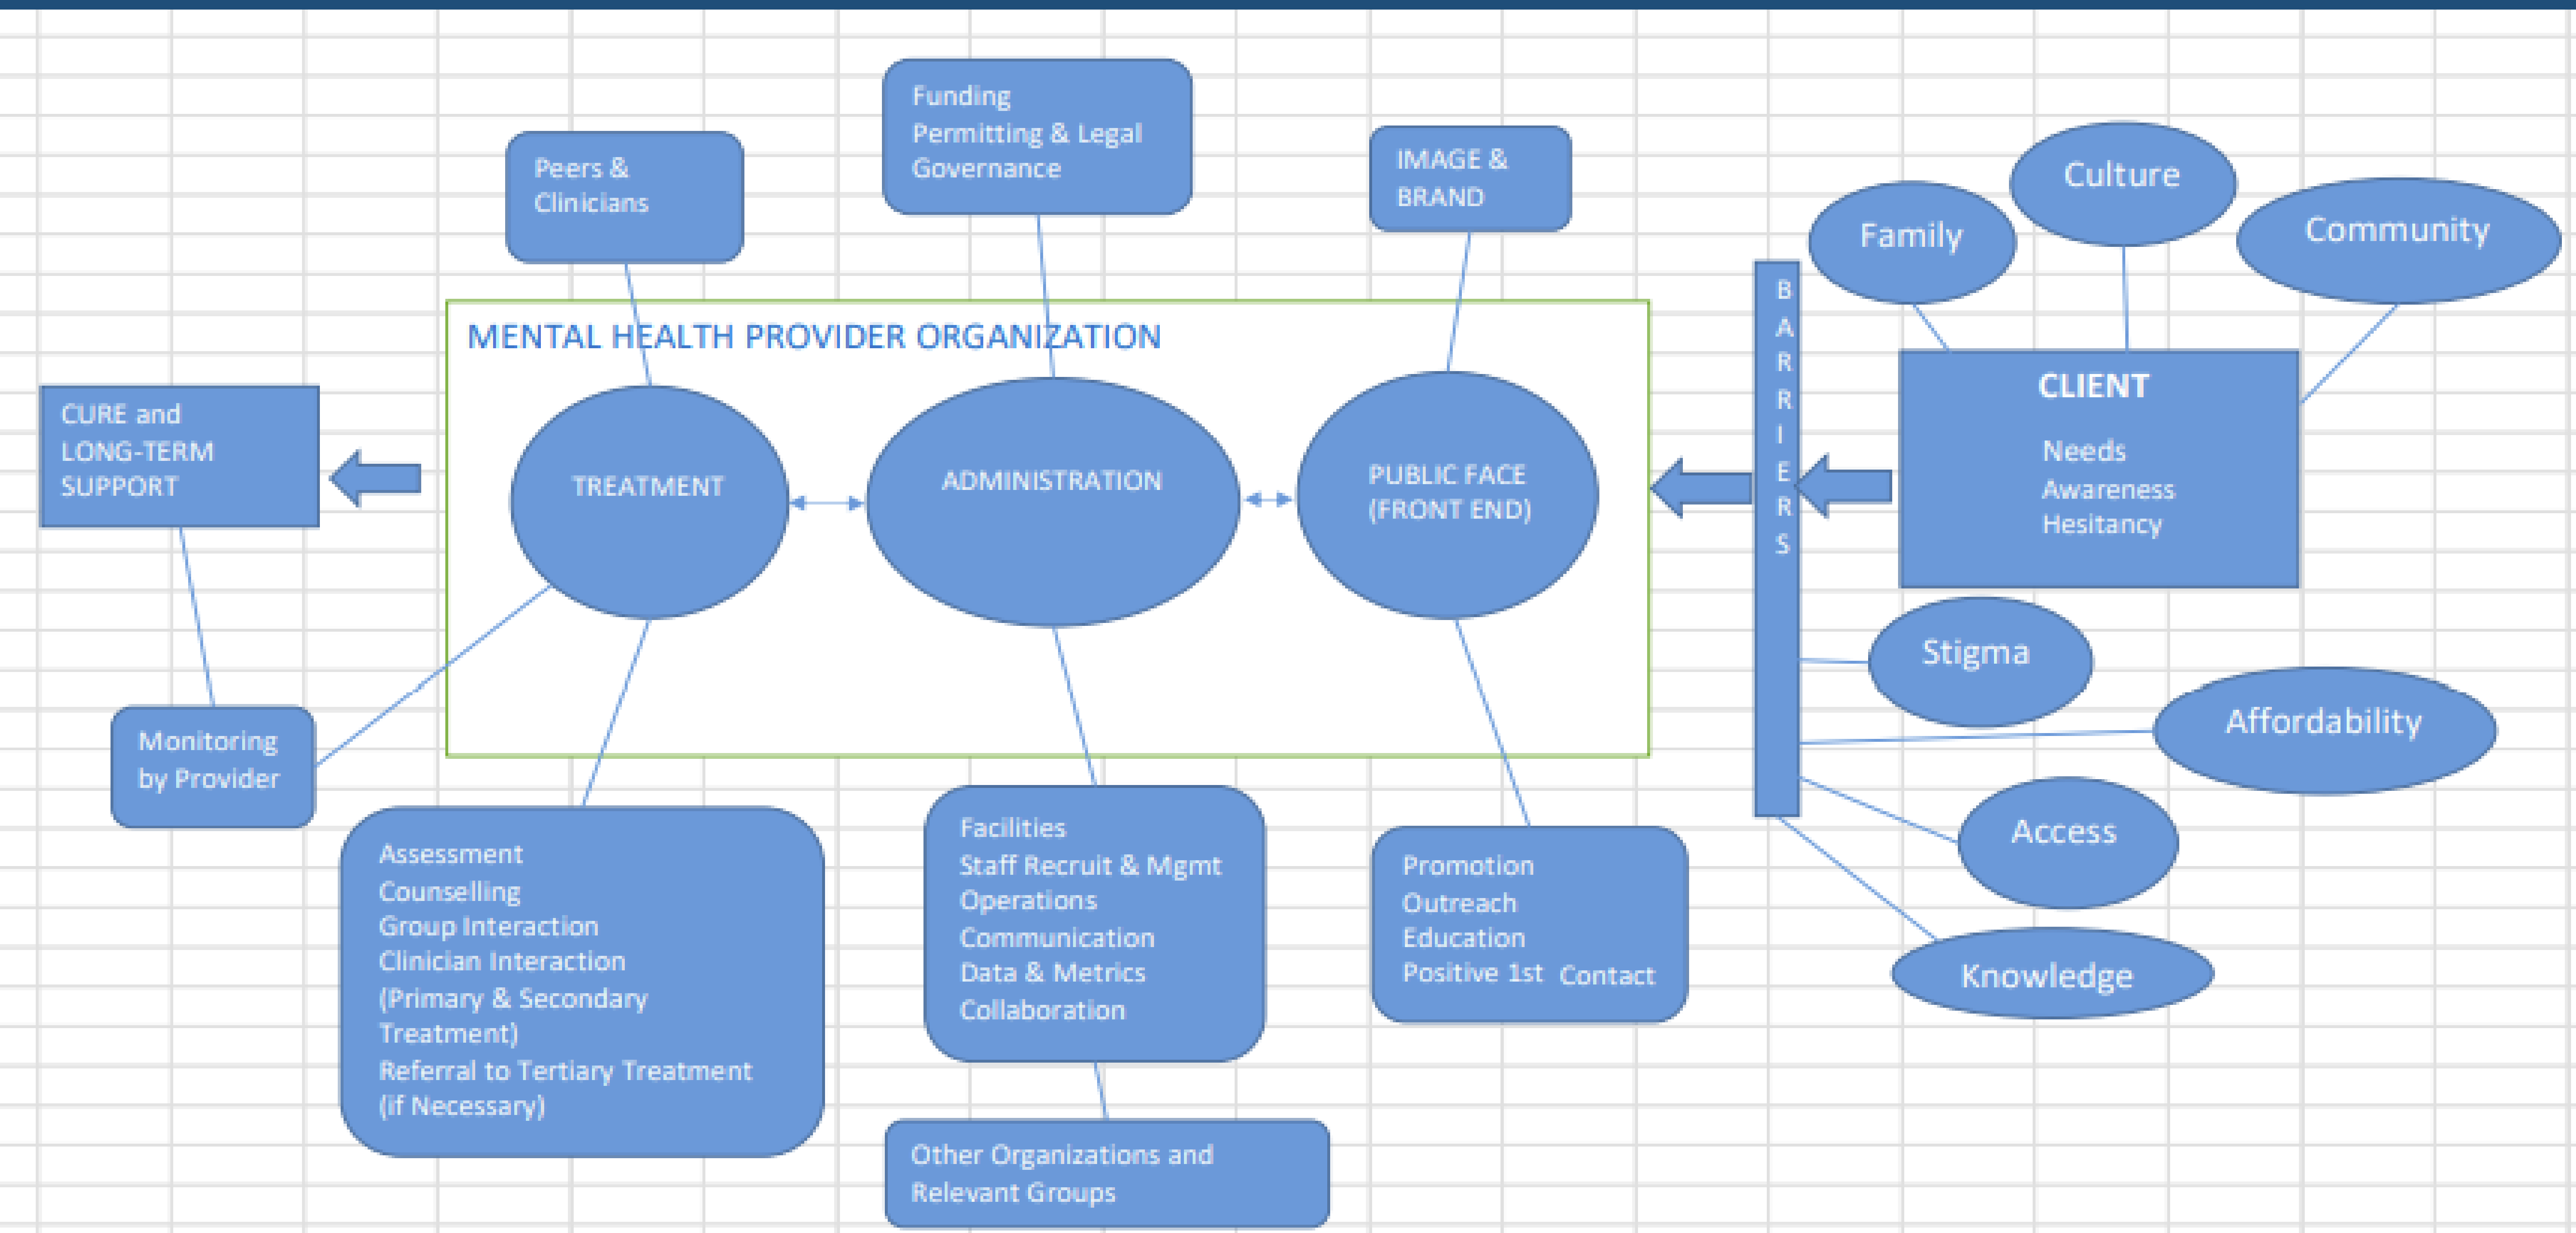 Funding
Permitting & Legal
Governance
Peers &
Clinicians
IMAGE &
BRAND
Culture
Family
Community
MENTAL HEALTH PROVIDER ORGANIZATION
BARRIERS
CLIENT
Needs
Awareness
Hesitancy
CURE and
LONG-TERM
SUPPORT
TREATMENT
ADMINISTRATION
PUBLIC FACE
(FRONT END)
Stigma
Affordability
Access
Knowledge
Monitoring
by Provider
Assessment
Counselling
Group Interaction
Clinician Interaction
(Primary & Secondary
Treatment)
Referral to Tertiary Treatment
(if Necessary)
Facilities
Staff Recruit & Mgmt
Operations
Communication
Data & Metrics
Collaboration
Promotion
Outreach
Education
Positive 1st Contact
Other Organizations and
Relevant Groups